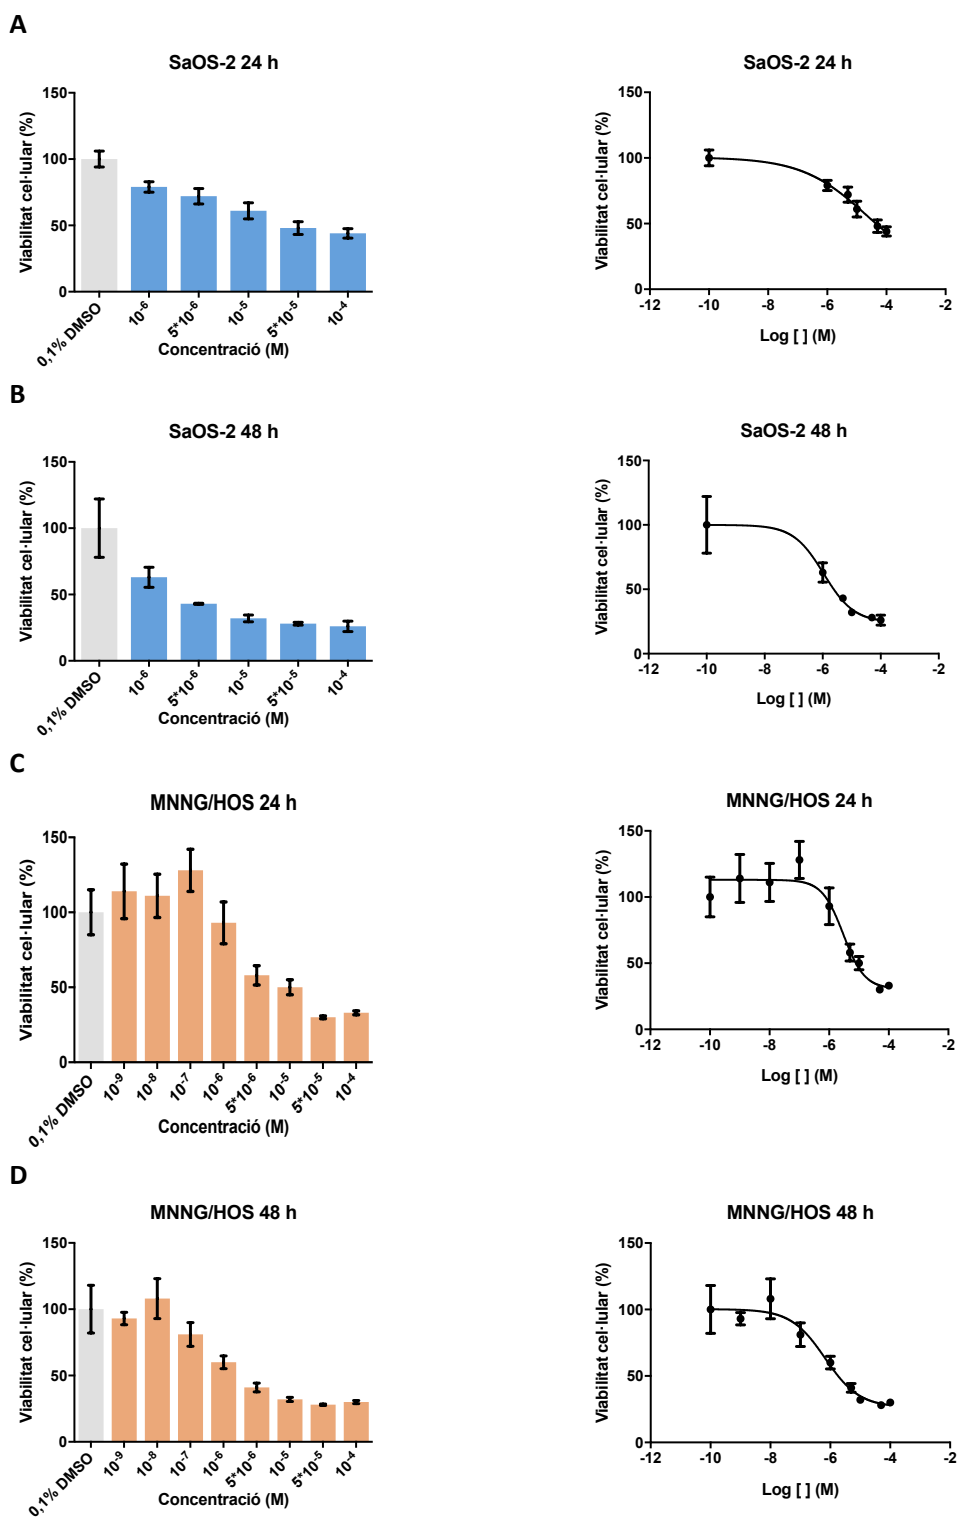 A
SaOS-2 24 h
Viabilitat cel·lular (%)
150
100
50
0
0,1% DMSO
10-6
5*10-6
10-5
5*10-5
10-4
Concentració (M)
SaOS-2 24 h
Viabilitat cel·lular (%)
150
100
50
0
-12
-10
-8
-6
-4
-2
Log [ ] (M)
B
SaOS-2 48 h
Viabilitat cel·lular (%)
150
100
50
0
0,1% DMSO
10-6
5*10-6
10-5
5*10-5
10-4
Concentració (M)
SaOS-2 48 h
Viabilitat cel·lular (%)
150
100
50
0
-12
-10
-8
-6
-4
-2
Log [ ] (M)
C
MNNG/HOS 24 h
Viabilitat cel·lular (%)
150
100
50
0
0,1% DMSO
10-9
10-8
10-7
10-6
5*10-6
10-5
5*10-5
10-4
Concentració (M)
MNNG/HOS 24 h
Viabilitat cel·lular (%)
150
100
50
0
-12
-10
-8
-6
-4
-2
Log [ ] (M)
D
MNNG/HOS 48 h
Viabilitat cel·lular (%)
150
100
50
0
0,1% DMSO
10-9
10-8
10-7
10-6
5*10-6
10-5
5*10-5
10-4
Concentració (M)
MNNG/HOS 48 h
Viabilitat cel·lular (%)
150
100
50
0
-12
-10
-8
-6
-4
-2
Log [ ] (M)